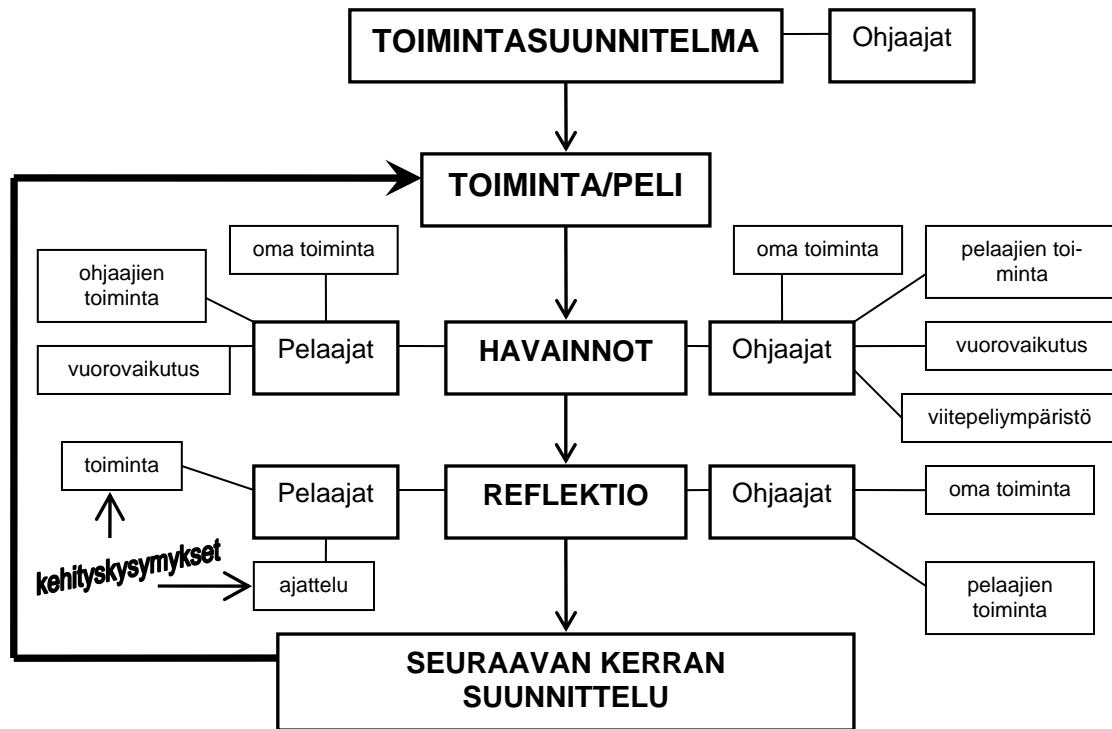 TOIMINTASUUNNITELMA
Ohjaajat
TOIMINTA/PELI
oma toiminta
ohjaajien
toiminta
vuorovaikutus
Pelaajat
HAVAINNOT
Ohjaajat
oma toiminta
pelaajien toi-
minta
vuorovaikutus
viitepeliympäristö
toiminta
Pelaajat
REFLEKTIO
Ohjaajat
oma toiminta
kehityskysymykset
ajattelu
pelaajien
toiminta
SEURAAVAN KERRAN
SUUNNITTELU